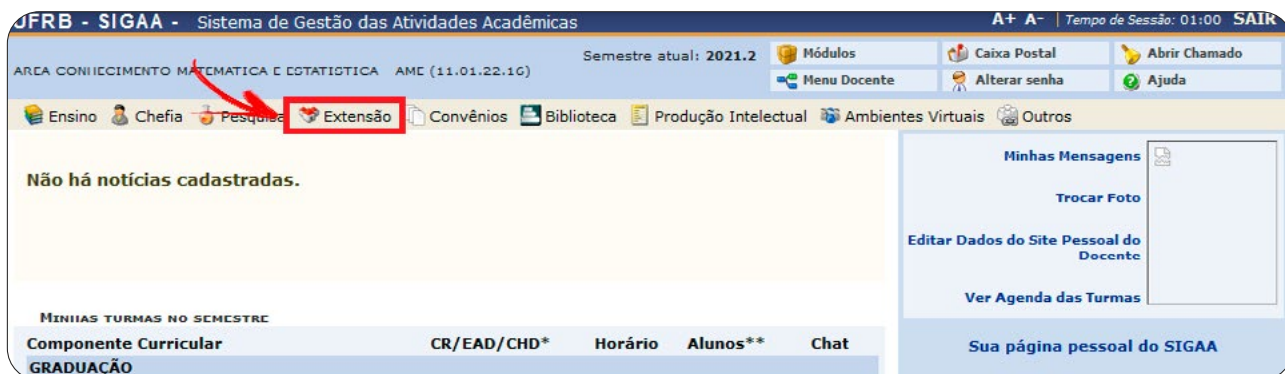 UFRB - SIGAA - Sistema de Gestão das Atividades Acadêmicas A+ A- | Tempo de Sessão: 01:00 SAIR
Semestre atual: 2021.2 Módulos Caixa Postal Abrir Chamado
AREA CONHECIMENTO MATEMATICA E ESTATISTICA AME (11.01.22.16)
Menu Docente Alterar senha Ajuda
Ensino Chefia Pesquisa Extensão Convênios Biblioteca Produção Intelectual Ambientes Virtuais Outros
Não há notícias cadastradas.
Minhas Mensagens
Trocar Foto
Editar Dados do Site Pessoal do
Docente
Ver Agenda das Turmas
MINHAS TURMAS NO SEMESTRE
Componente Curricular CR/EAD/CHD* Horário Alunos** Chat
GRADUAÇÃO
Sua página pessoal do SIGAA